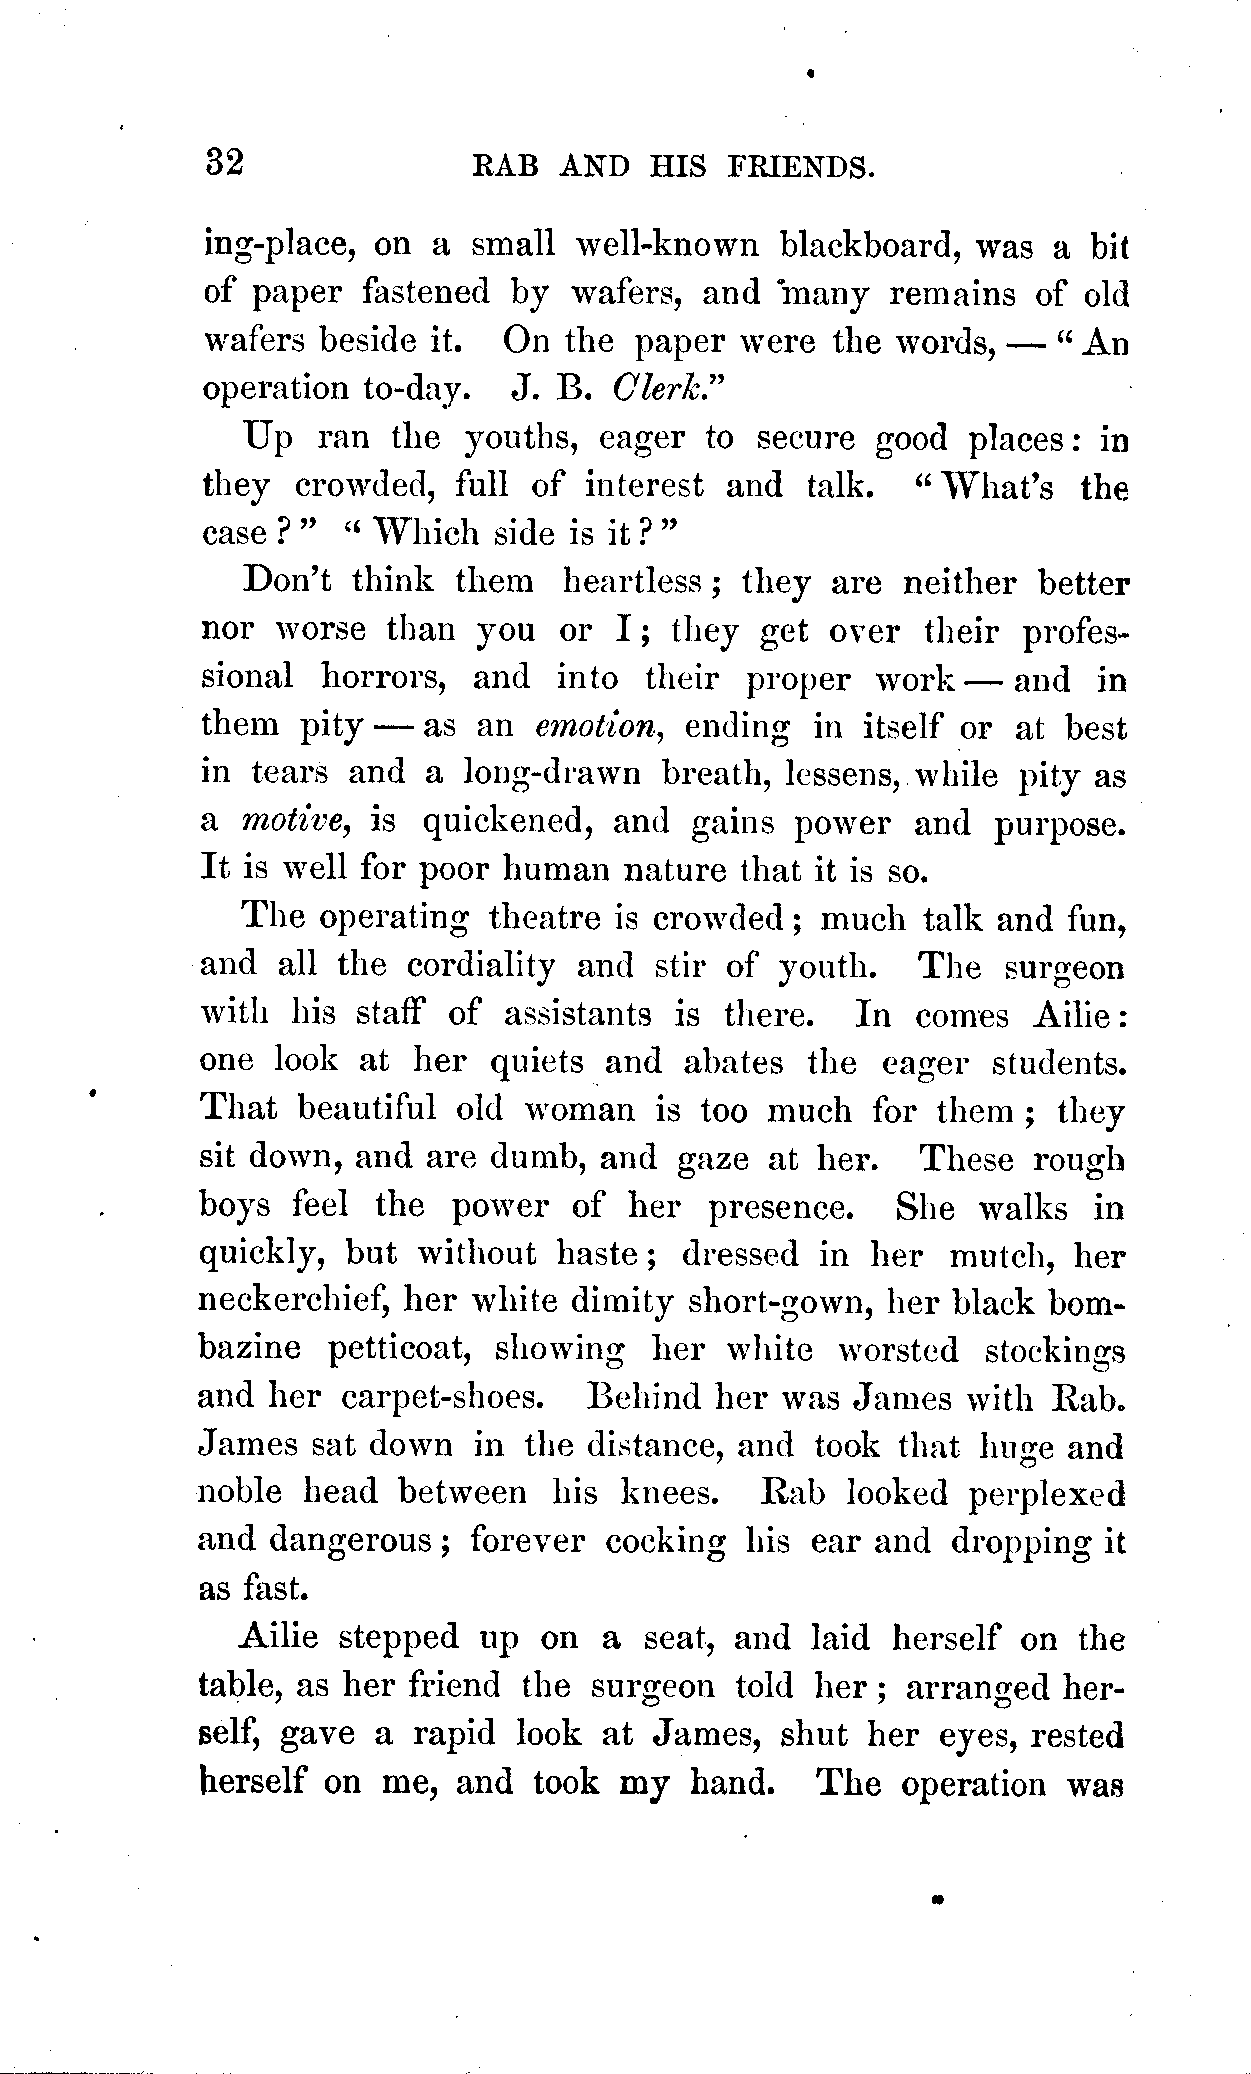 32 RAB AND HIS FRIENDS.
ing-place, on a small well-known blackboard, was a bit
of paper fastened by wafers, and many remains of old
wafers beside it. On the paper were the words, — “An
operation to-day. J. B. Clerk.”
Up ran the youths, eager to secure good places: in
they crowded, full of interest and talk. “What's the
case?” “Which side is it?”
Don't think them heartless; they are neither better
nor worse than you or I; they get over their profes-
sional horrors, and into their proper work — and in
them pity — as an emotion, ending in itself or at best
in tears and a long-drawn breath, lessens, while pity as
a motive, is quickened, and gains power and purpose.
It is well for poor human nature that it is so.
The operating theatre is crowded; much talk and fun,
and all the cordiality and stir of youth. The surgeon
with his staff of assistants is there. In comes Ailie:
one look at her quiets and abates the eager students.
That beautiful old woman is too much for them; they
sit down, and are dumb, and gaze at her. These rough
boys feel the power of her presence. She walks in
quickly, but without haste; dressed in her mutch, her
neckerchief, her white dimity short-gown, her black bom-
bazine petticoat, showing her white worsted stockings
and her carpet-shoes. Behind her was James with Rab.
James sat down in the distance, and took that huge and
noble head between his knees. Rab looked perplexed
and dangerous; forever cocking his ear and dropping it
as fast.
Ailie stepped up on a seat, and laid herself on the
table, as her friend the surgeon told her; arranged her-
self, gave a rapid look at James, shut her eyes, rested
herself on me, and took my hand. The operation was